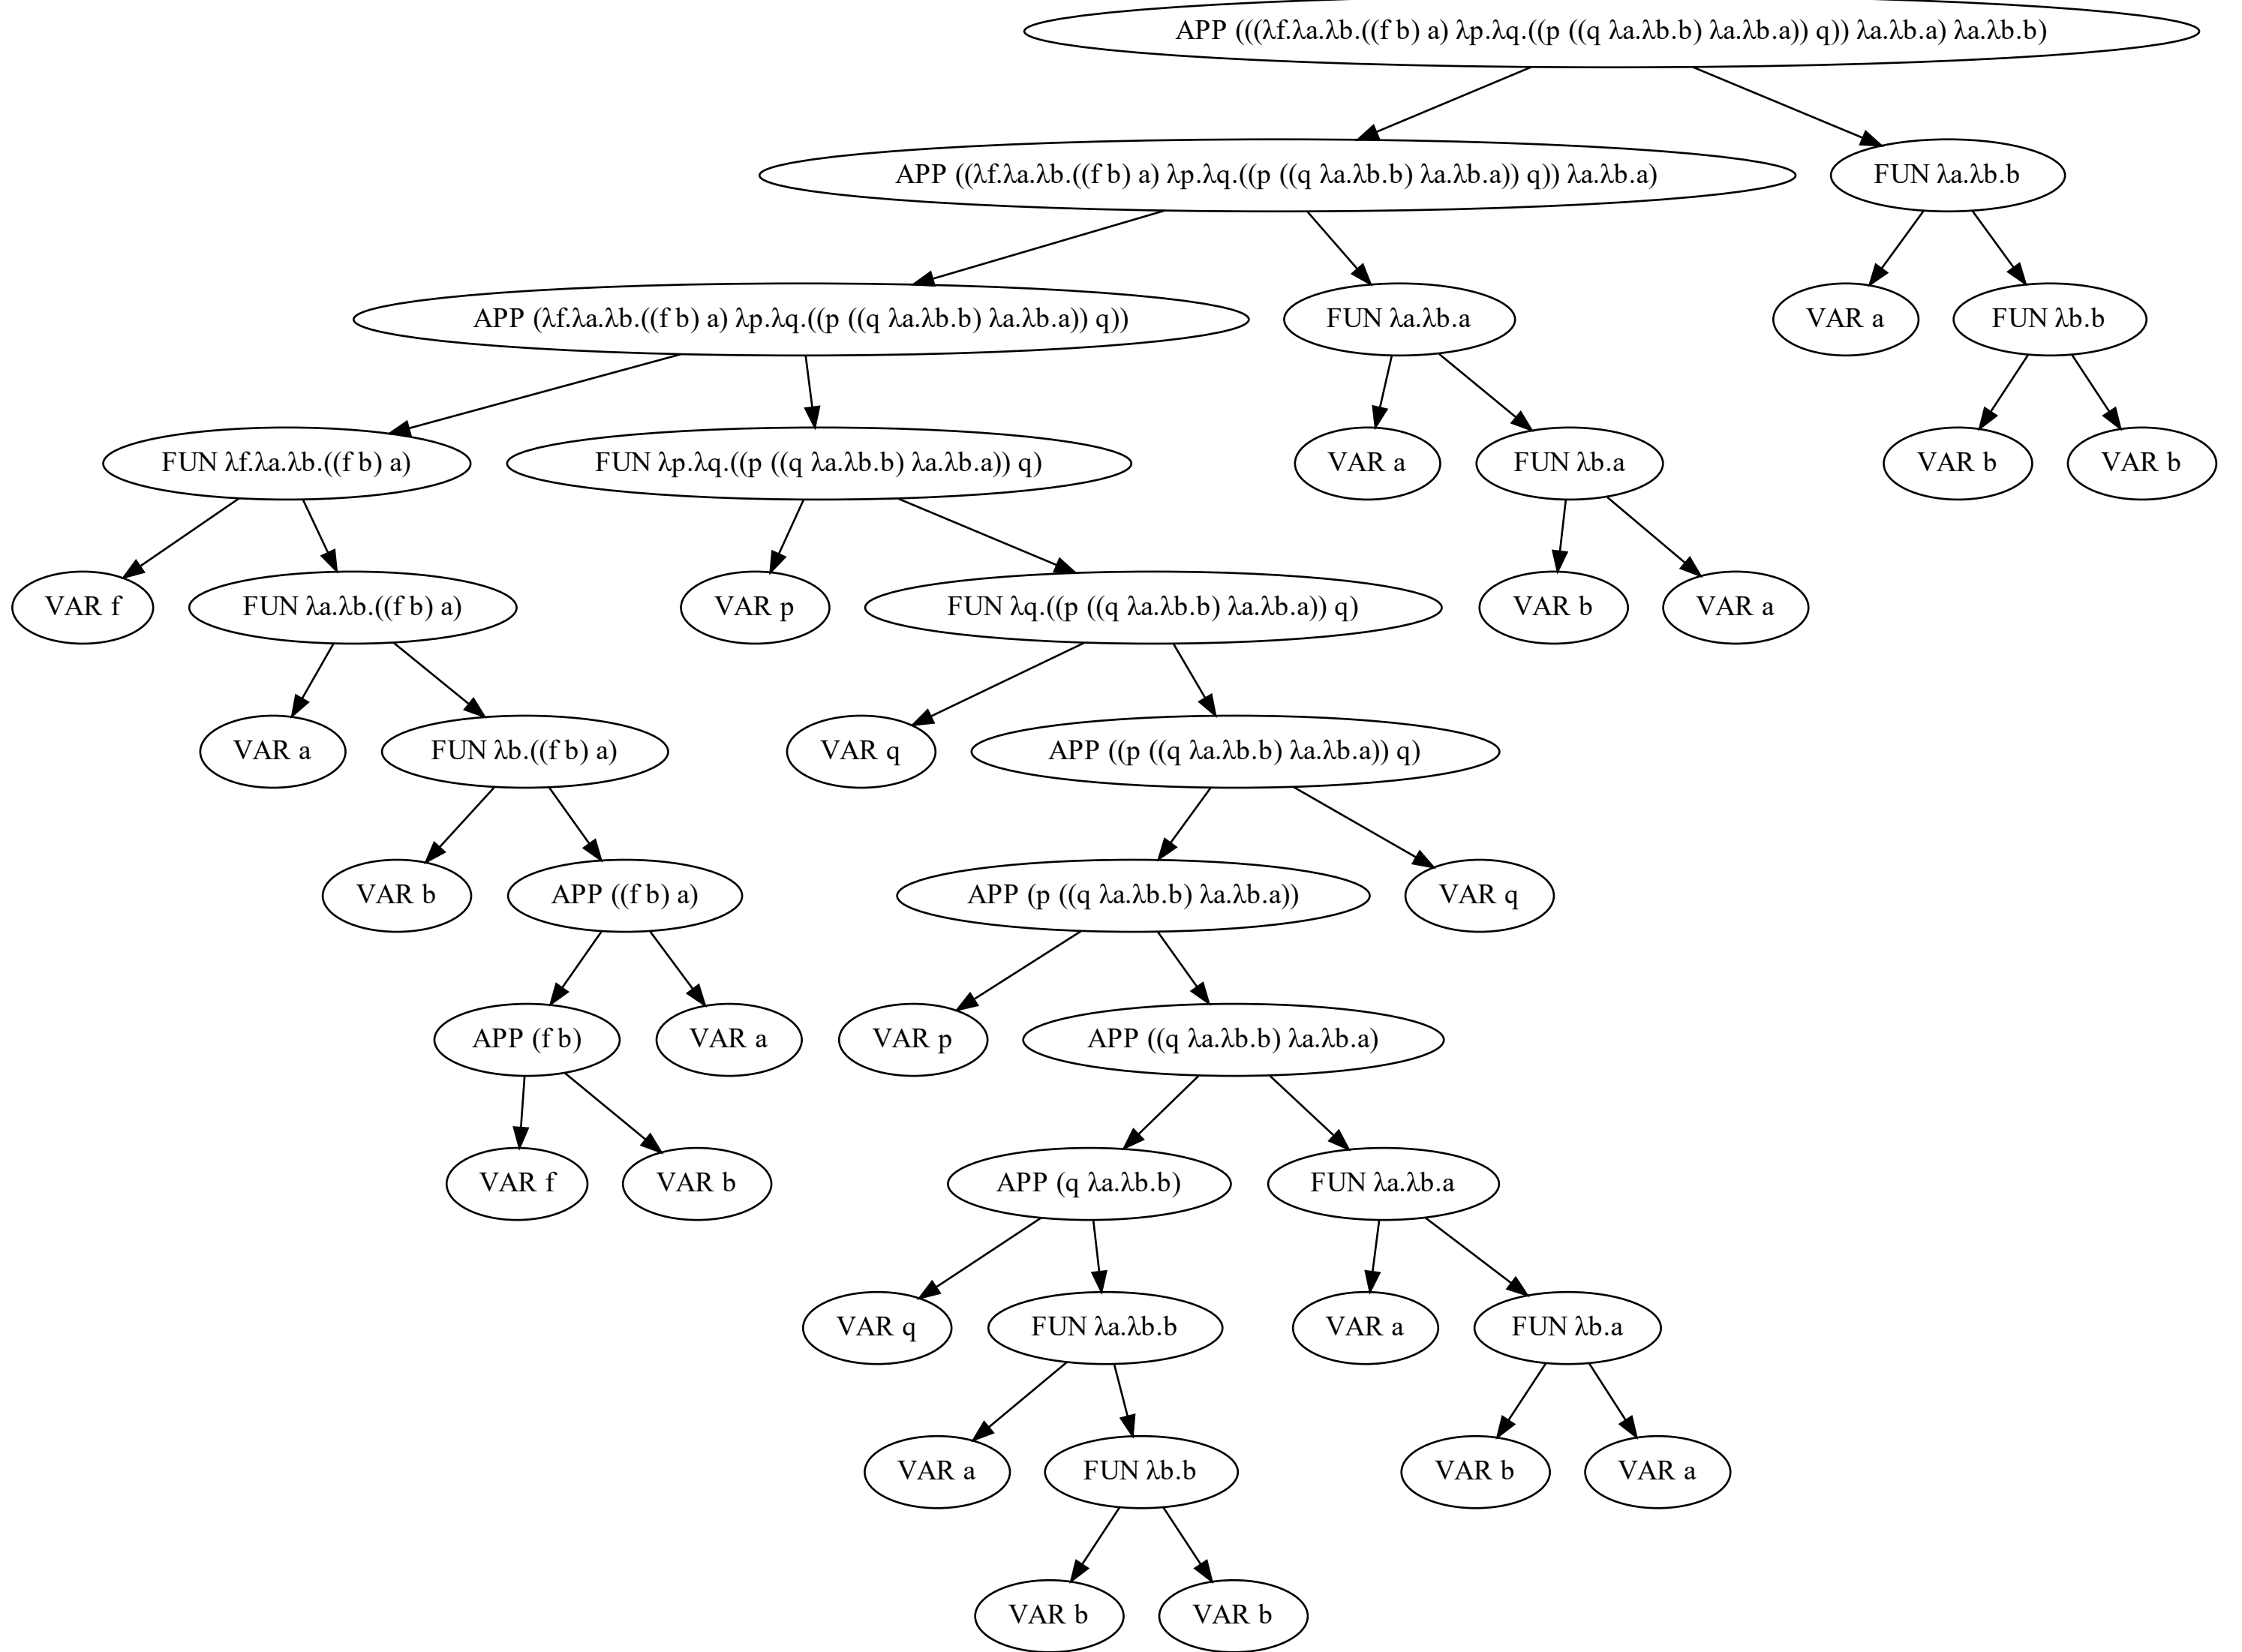 APP (((λf.λa.λb.((f b) a) λp.λq.((p ((q λa.λb.b) λa.λb.a)) q)) λa.λb.a) λa.λb.b)
APP ((λf.λa.λb.((f b) a) λp.λq.((p ((q λa.λb.b) λa.λb.a)) q)) λa.λb.a)
FUN λa.λb.b
APP (λf.λa.λb.((f b) a) λp.λq.((p ((q λa.λb.b) λa.λb.a)) q))
FUN λa.λb.a
VAR a
FUN λb.b
FUN λf.λa.λb.((f b) a)
FUN λp.λq.((p ((q λa.λb.b) λa.λb.a)) q)
VAR a
FUN λb.a
VAR b
VAR b
VAR f
FUN λa.λb.((f b) a)
VAR p
FUN λq.((p ((q λa.λb.b) λa.λb.a)) q)
VAR b
VAR a
VAR a
FUN λb.((f b) a)
VAR q
APP ((p ((q λa.λb.b) λa.λb.a)) q)
VAR b
APP ((f b) a)
APP (p ((q λa.λb.b) λa.λb.a))
VAR q
APP (f b)
VAR a
VAR p
APP ((q λa.λb.b) λa.λb.a)
VAR f
VAR b
APP (q λa.λb.b)
FUN λa.λb.a
VAR q
FUN λa.λb.b
VAR a
FUN λb.a
VAR a
FUN λb.b
VAR b
VAR a
VAR b
VAR b